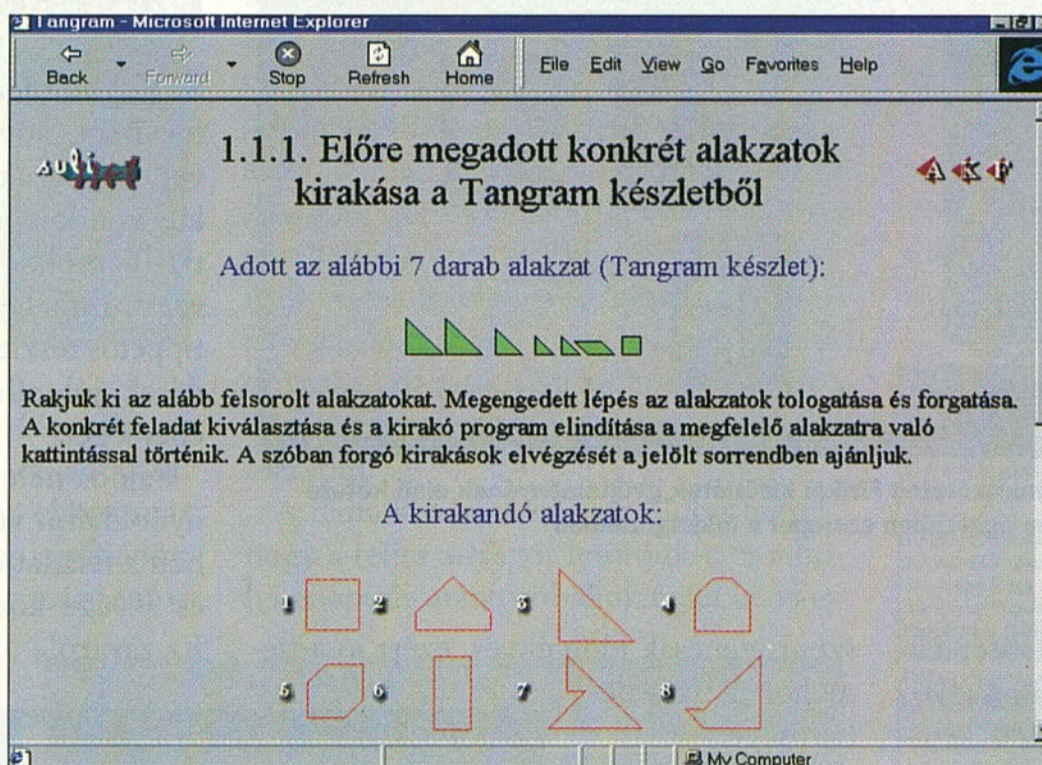 Tangram - Microsoft Internet Explorer
Back Forward Stop Refresh Home File Edit View Go Favorites Help
Suli
1.1.1. Előre megadott konkrét alakzatok
kirakása a Tangram készletből
A K F
Adott az alábbi 7 darab alakzat (Tangram készlet):
Rakjuk ki az alább felsorolt alakzatokat. Megengedett lépés az alakzatok tologatása és forgatása.
A konkrét feladat kiválasztása és a kirakó program elindítása a megfelelő alakzatra való
kattintással történik. A szóban forgó kirakások elvégzését a jelölt sorrendben ajánljuk.
A kirakandó alakzatok:
1 2 3 4
5 6 7 8
My Computer